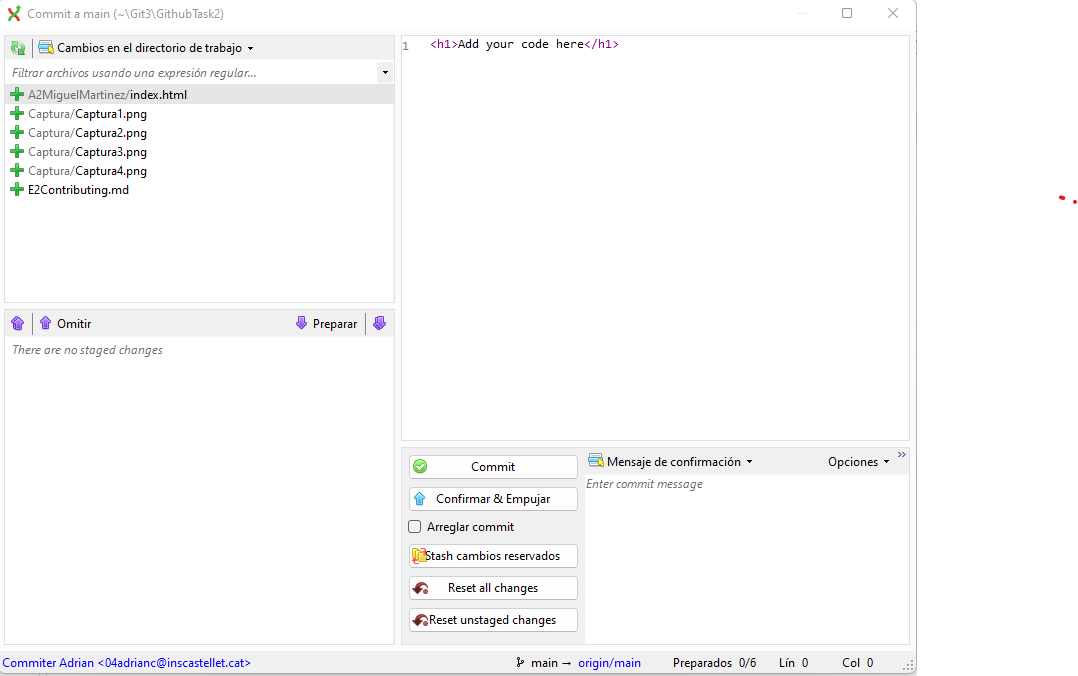 Commit a main (~\Git3\GithubTask2)
Cambios en el directorio de trabajo
Filtrar archivos usando una expresión regular...
A2MiguelMartinez/index.html
Captura/Captura1.png
Captura/Captura2.png
Captura/Captura3.png
Captura/Captura4.png
E2Contributing.md
Omitir
Preparar
There are no staged changes
1 <h1>Add your code here</h1>
Commit
Confirmar & Empujar
Arreglar commit
Stash cambios reservados
Reset all changes
Reset unstaged changes
Mensaje de confirmación
Opciones
»
Enter commit message
Commiter Adrian <04adrianc@inscastellet.cat>
main → origin/main
Preparados 0/6
Lín 0
Col 0